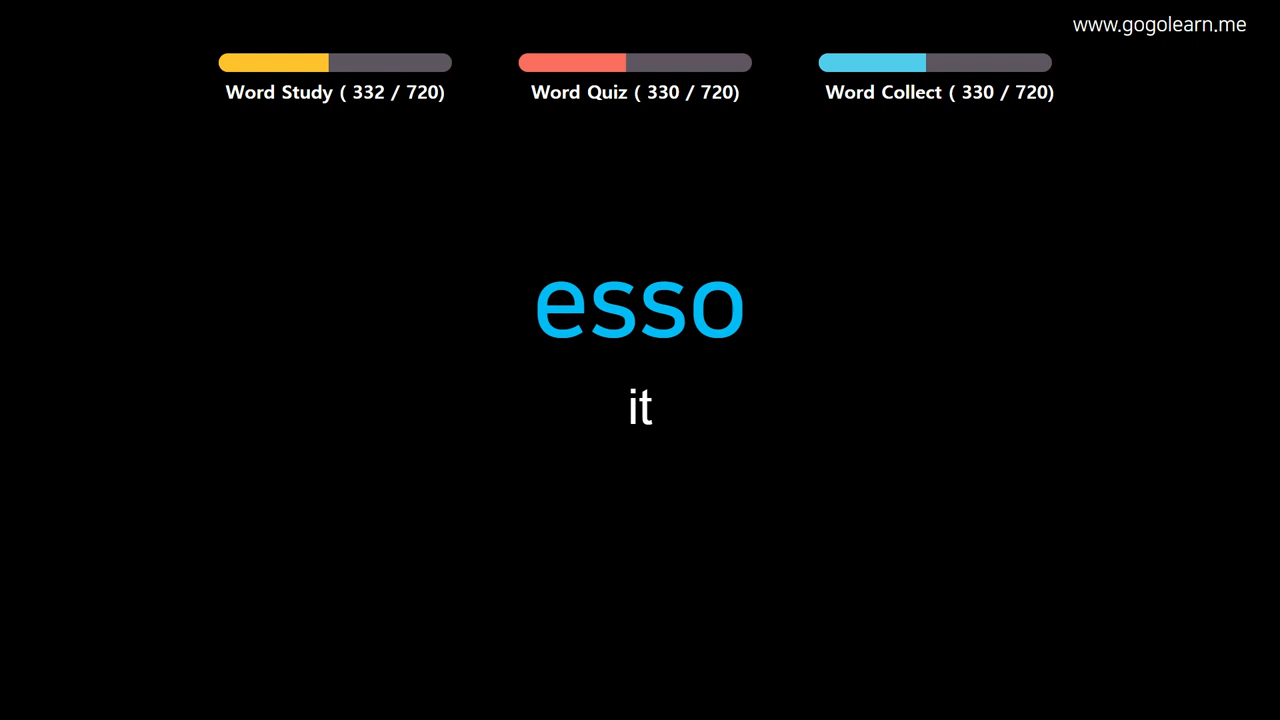 www.gogolearn.me
Word Study ( 332 / 720)
Word Quiz ( 330 / 720)
Word Collect ( 330 / 720)
esso
it